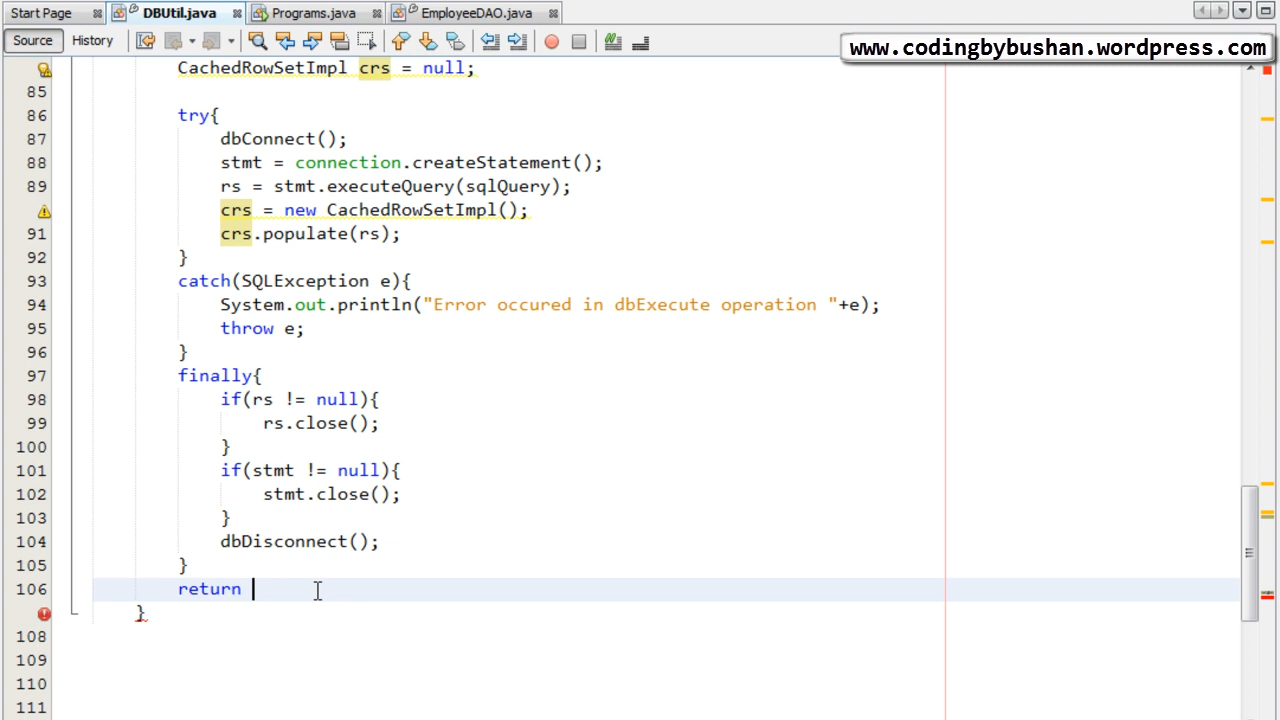 Start Page
DBUtil.java
Programs.java
EmployeeDAO.java
Source
History
www.codingbybushan.wordpress.com
CachedRowSetImpl crs = null;
85
86 try{
87 dbConnect();
88 stmt = connection.createStatement();
89 rs = stmt.executeQuery(sqlQuery);
crs = new CachedRowSetImpl();
91 crs.populate(rs);
92 }
93 catch(SQLException e){
94 System.out.println("Error occured in dbExecute operation "+e);
95 throw e;
96 }
97 finally{
98 if(rs != null){
99 rs.close();
100 }
101 if(stmt != null){
102 stmt.close();
103 }
104 dbDisconnect();
105 }
106 return
}
108
109
110
111